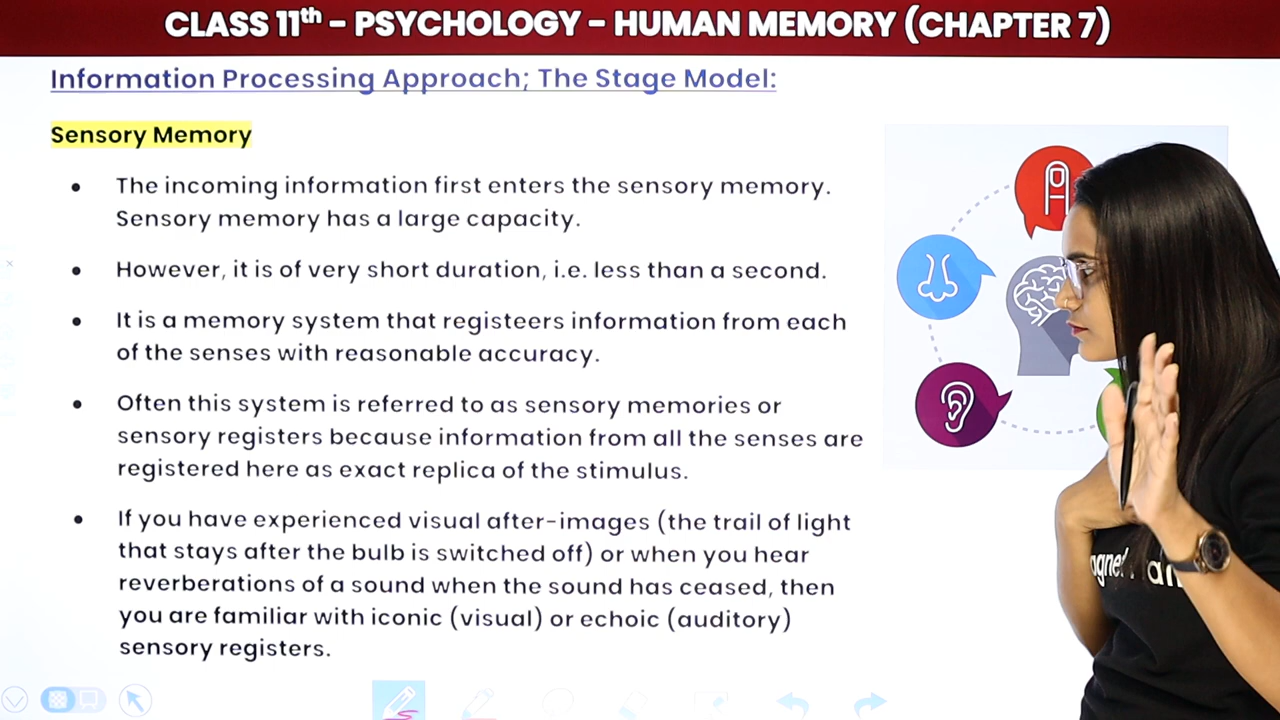 CLASS 11th - PSYCHOLOGY - HUMAN MEMORY (CHAPTER 7)
Information Processing Approach; The Stage Model:
Sensory Memory
• The incoming information first enters the sensory memory.
Sensory memory has a large capacity.
• However, it is of very short duration, i.e. less than a second.
• It is a memory system that registeers information from each
of the senses with reasonable accuracy.
• Often this system is referred to as sensory memories or
sensory registers because information from all the senses are
registered here as exact replica of the stimulus.
• If you have experienced visual after-images (the trail of light
that stays after the bulb is switched off) or when you hear
reverberations of a sound when the sound has ceased, then
you are familiar with iconic (visual) or echoic (auditory)
sensory registers.